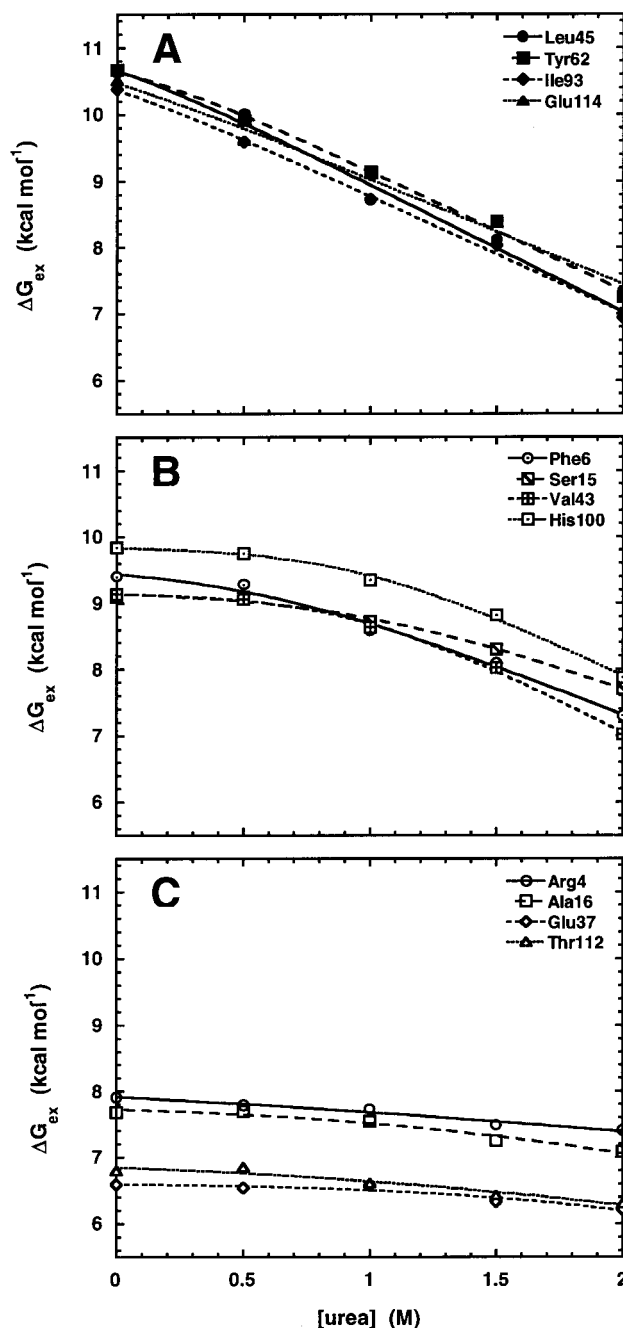 A
Leu45
Tyr62
Ile93
Glu114
11
10
9
8
7
6
ΔG_ex (kcal mol⁻¹)
B
Phe6
Ser15
Val43
His100
11
10
9
8
7
6
ΔG_ex (kcal mol⁻¹)
C
Arg4
Ala16
Glu37
Thr112
11
10
9
8
7
6
ΔG_ex (kcal mol⁻¹)
0 0.5 1 1.5 2
[urea] (M)